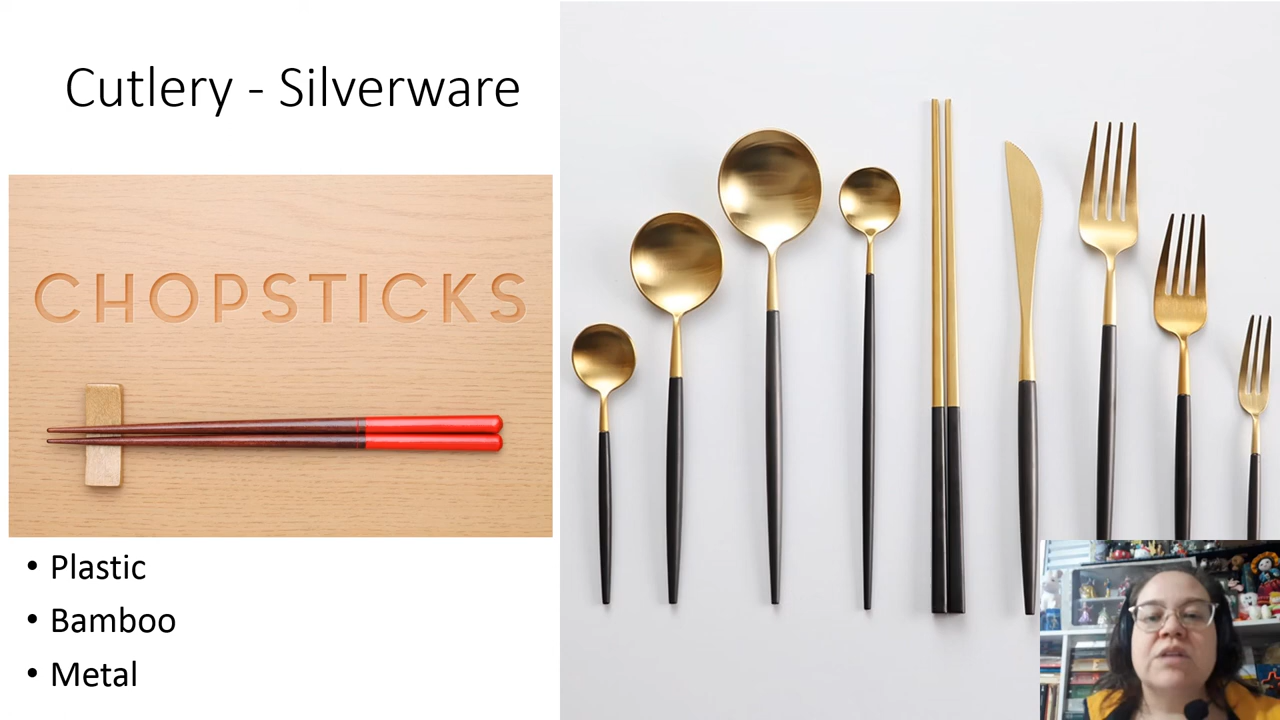 Cutlery - Silverware
CHOPSTICKS
• Plastic
• Bamboo
• Metal